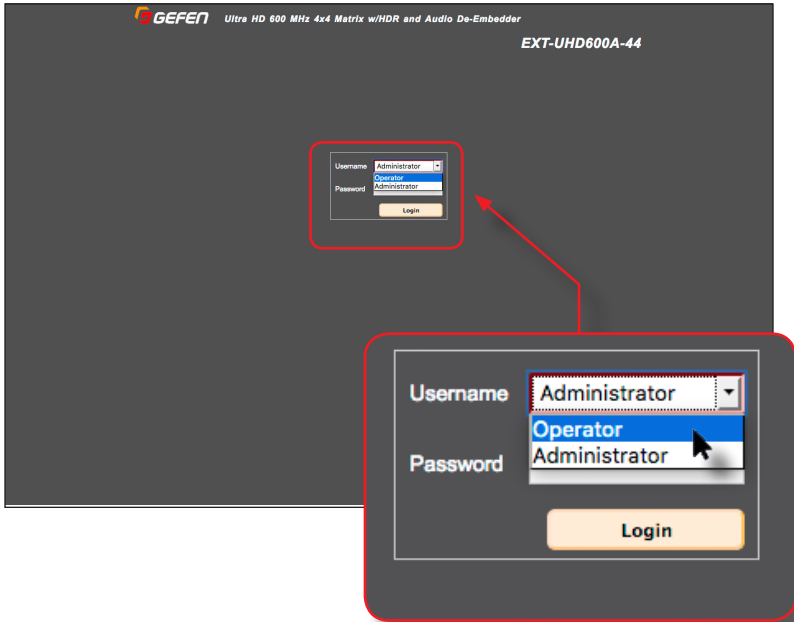 GEFEN Ultra HD 600 MHz 4x4 Matrix w/HDR and Audio De-Embedder
EXT-UHD600A-44
Username Administrator
Operator
Password Administrator
Login
Username Administrator
Operator
Password Administrator
Login